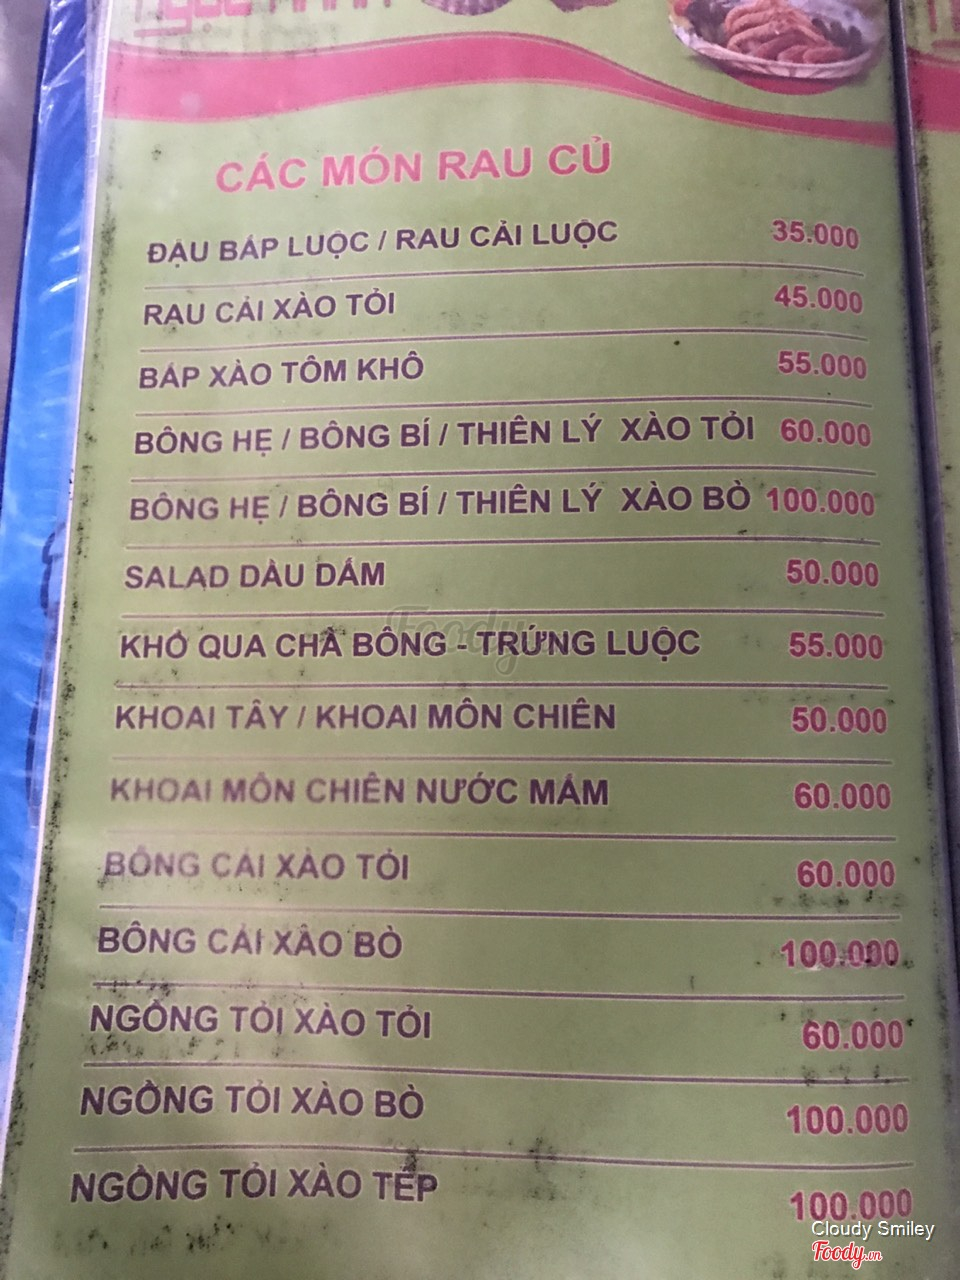 CÁC MÓN RAU CỦ
ĐẬU BẮP LUỘC / RAU CẢI LUỘC 35.000
RAU CẢI XÀO TỎI 45.000
BẮP XÀO TÔM KHÔ 55.000
BÔNG HẸ / BÔNG BÍ / THIÊN LÝ XÀO TỎI 60.000
BÔNG HẸ / BÔNG BÍ / THIÊN LÝ XÀO BÒ 100.000
SALAD DẦU DẤM 50.000
KHỔ QUA CHÀ BÔNG - TRỨNG LUỘC 55.000
KHOAI TÂY / KHOAI MÔN CHIÊN 50.000
KHOAI MÔN CHIÊN NƯỚC MẮM 60.000
BÔNG CẢI XÀO TỎI 60.000
BÔNG CẢI XÀO BÒ 100.000
NGỒNG TỎI XÀO TỎI 60.000
NGỒNG TỎI XÀO BÒ 100.000
NGỒNG TỎI XÀO TÉP 100.000
Foody
Cloudy Smiley
Foody.vn